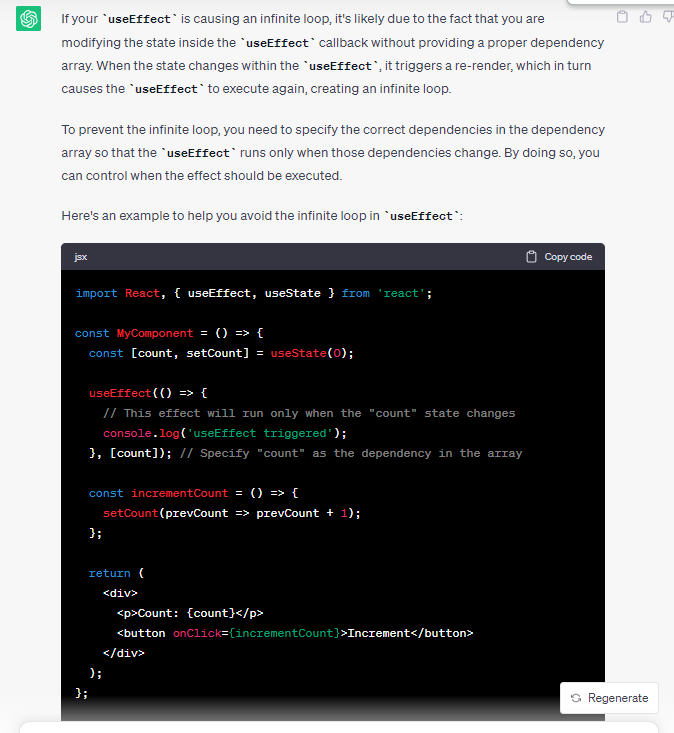 If your `useEffect` is causing an infinite loop, it's likely due to the fact that you are
modifying the state inside the `useEffect` callback without providing a proper dependency
array. When the state changes within the `useEffect`, it triggers a re-render, which in turn
causes the `useEffect` to execute again, creating an infinite loop.
To prevent the infinite loop, you need to specify the correct dependencies in the dependency
array so that the `useEffect` runs only when those dependencies change. By doing so, you
can control when the effect should be executed.
Here's an example to help you avoid the infinite loop in `useEffect`:
jsx Copy code
import React, { useEffect, useState } from 'react';
const MyComponent = () => {
  const [count, setCount] = useState(0);
  useEffect(() => {
    // This effect will run only when the "count" state changes
    console.log('useEffect triggered');
  }, [count]); // Specify "count" as the dependency in the array
  const incrementCount = () => {
    setCount(prevCount => prevCount + 1);
  };
  return (
    <div>
      <p>Count: {count}</p>
      <button onClick={incrementCount}>Increment</button>
    </div>
  );
};
Regenerate